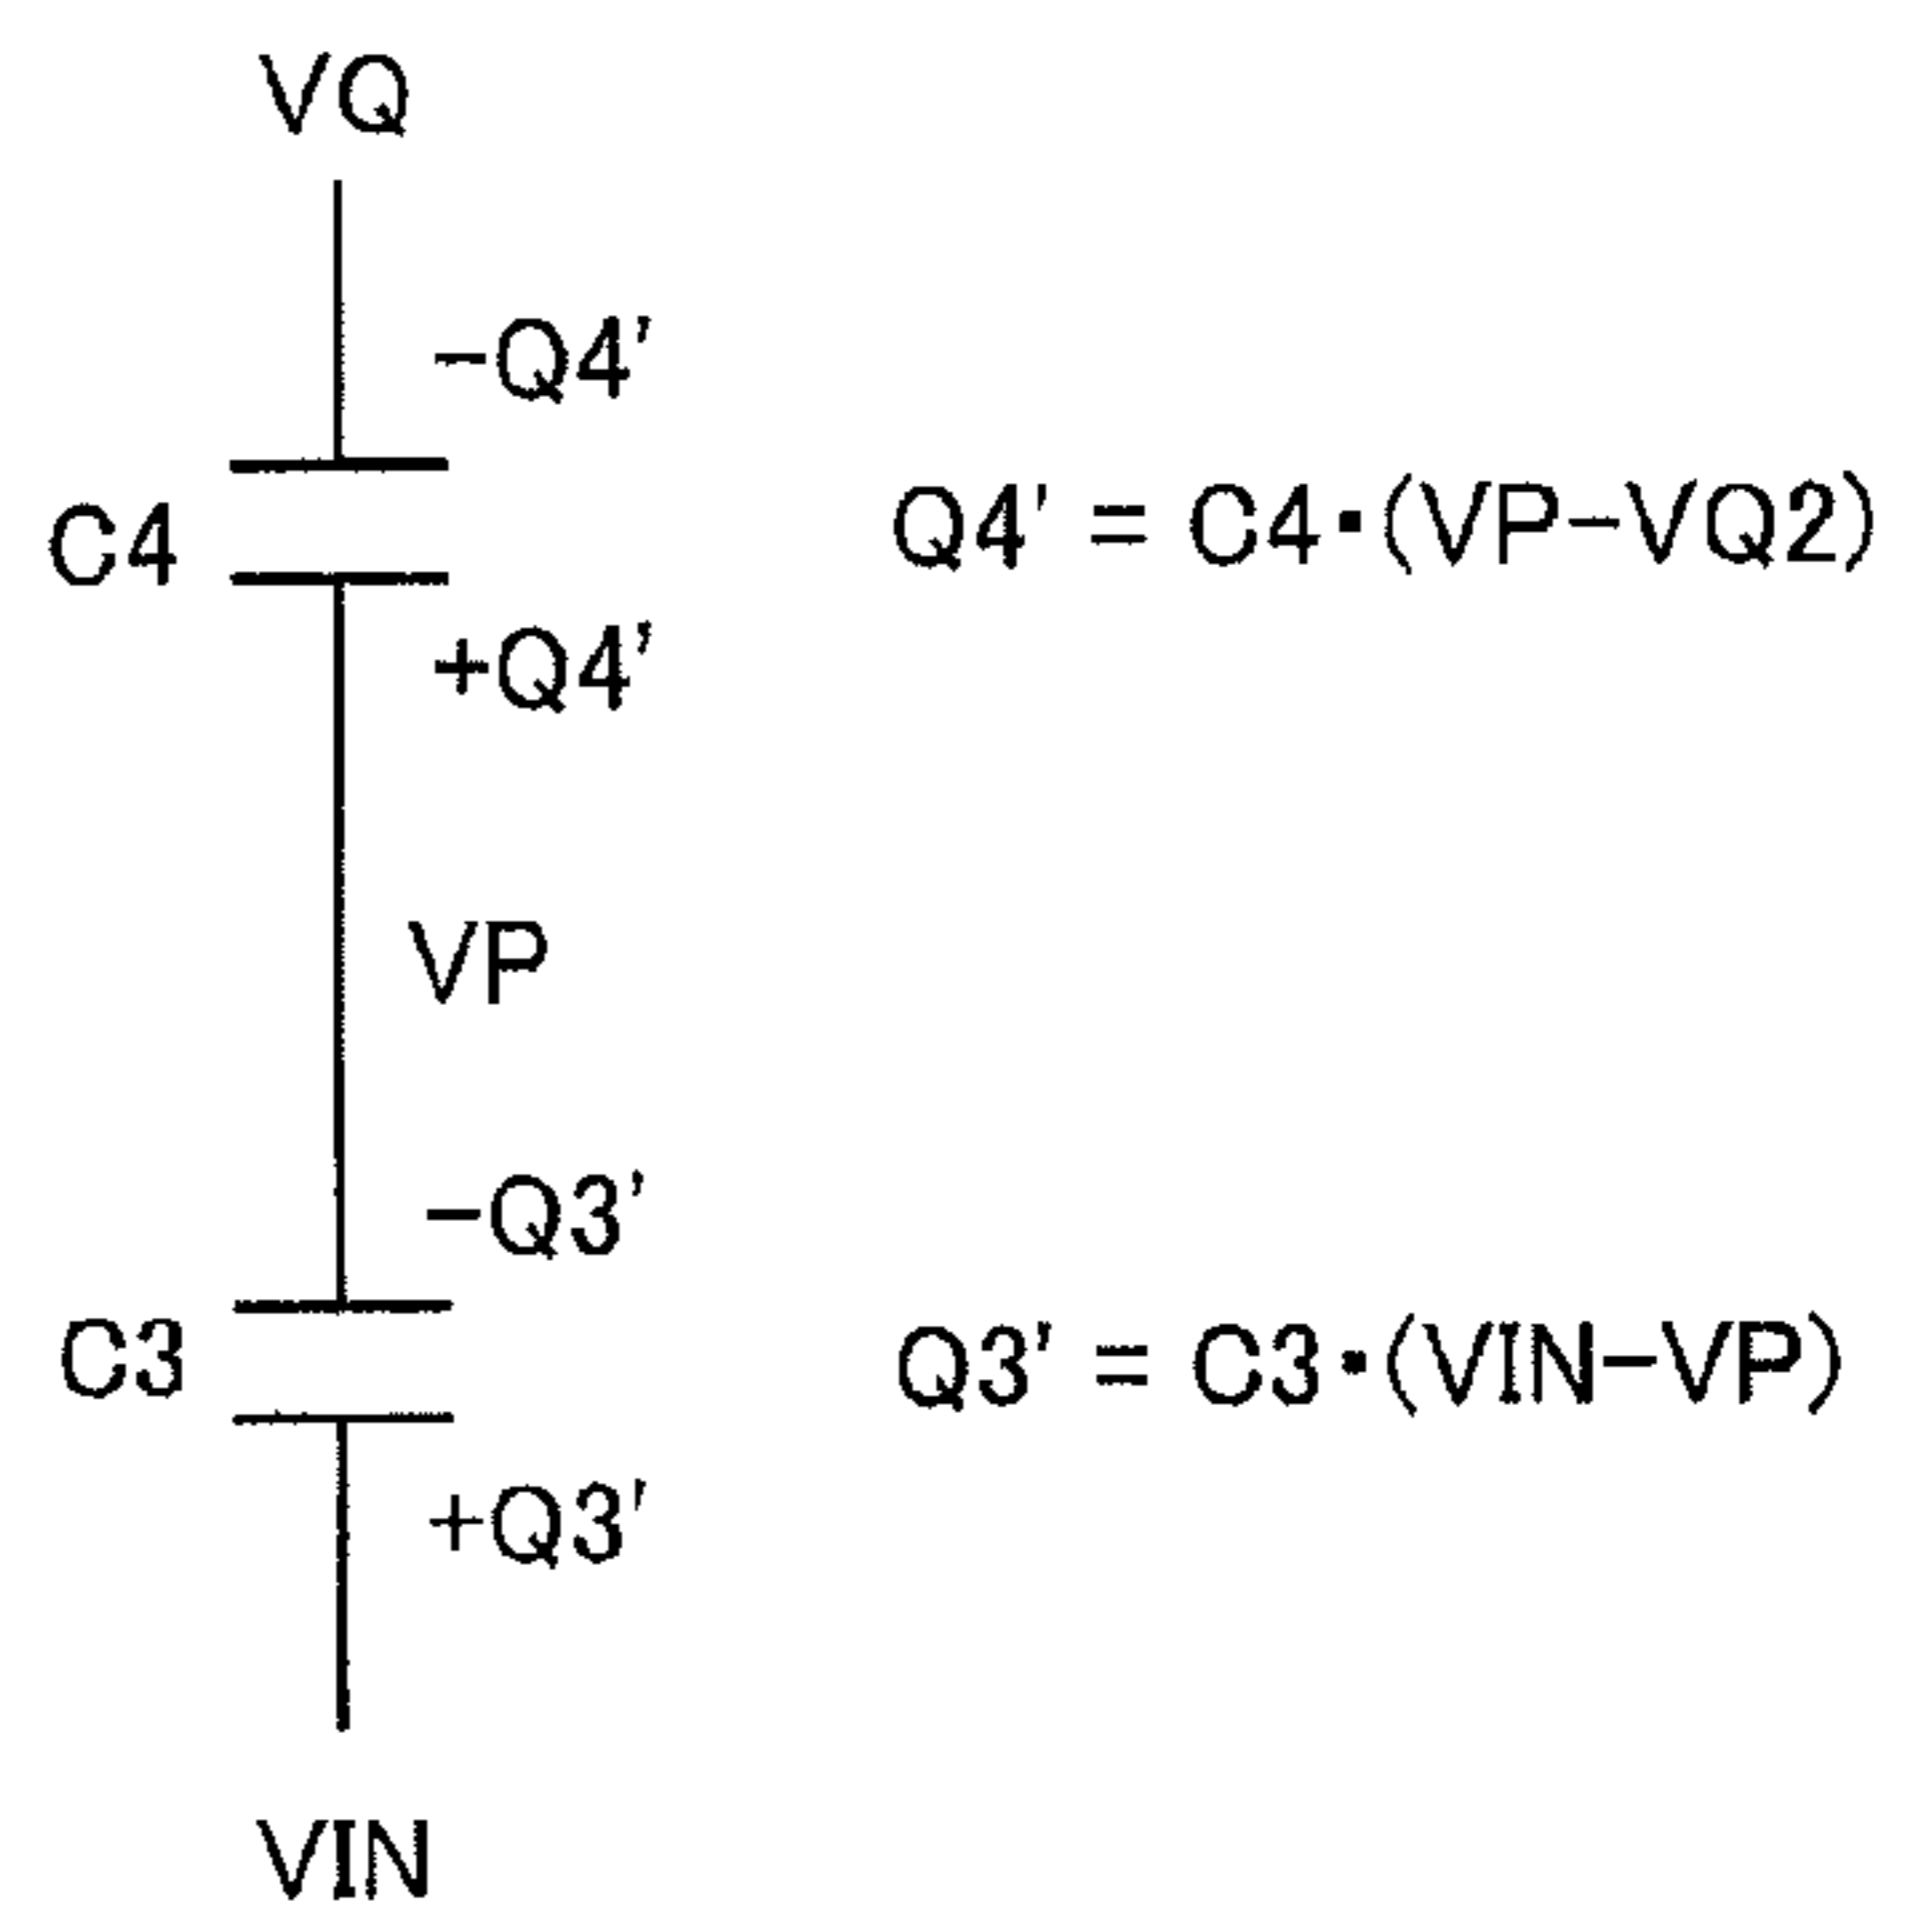 VQ
-Q4'
C4
Q4' = C4·(VP-VQ2)
+Q4'
VP
-Q3'
C3
Q3' = C3·(VIN-VP)
+Q3'
VIN